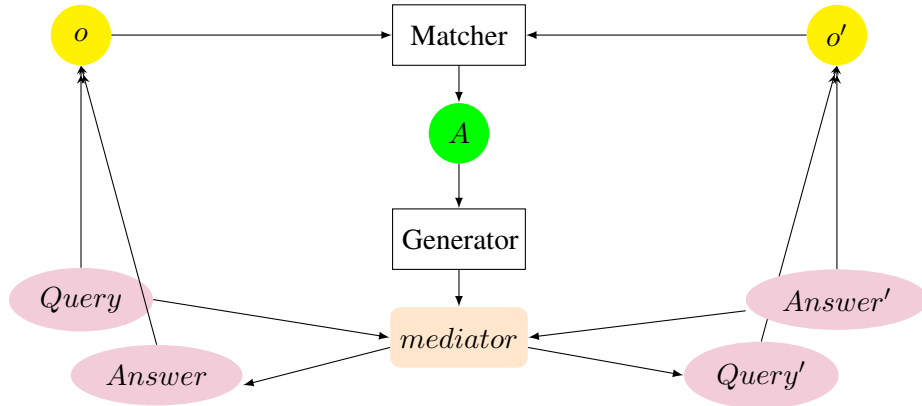 o
Matcher
o′
A
Generator
Query
Answer′
mediator
Answer
Query′